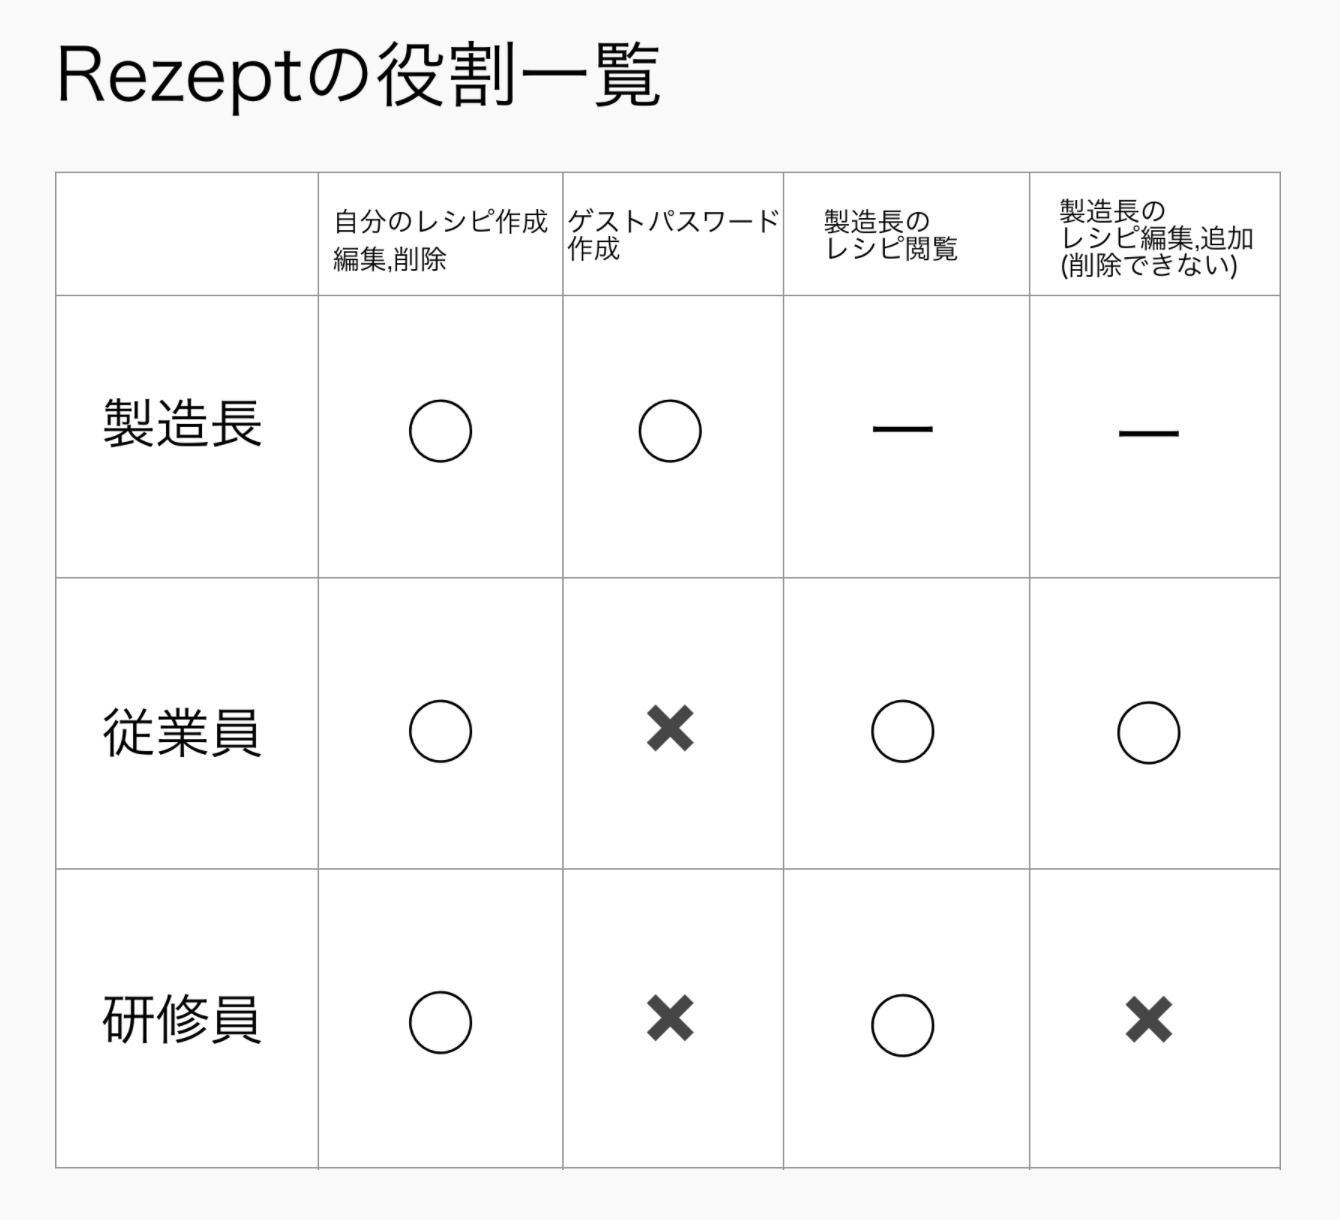 Rezeptの役割一覧
自分のレシピ作成
編集,削除
ゲストパスワード
作成
製造長の
レシピ閲覧
製造長の
レシピ編集,追加
(削除できない)
製造長
◯ ◯ ー ー
従業員
◯ ✖ ◯ ◯
研修員
◯ ✖ ◯ ✖